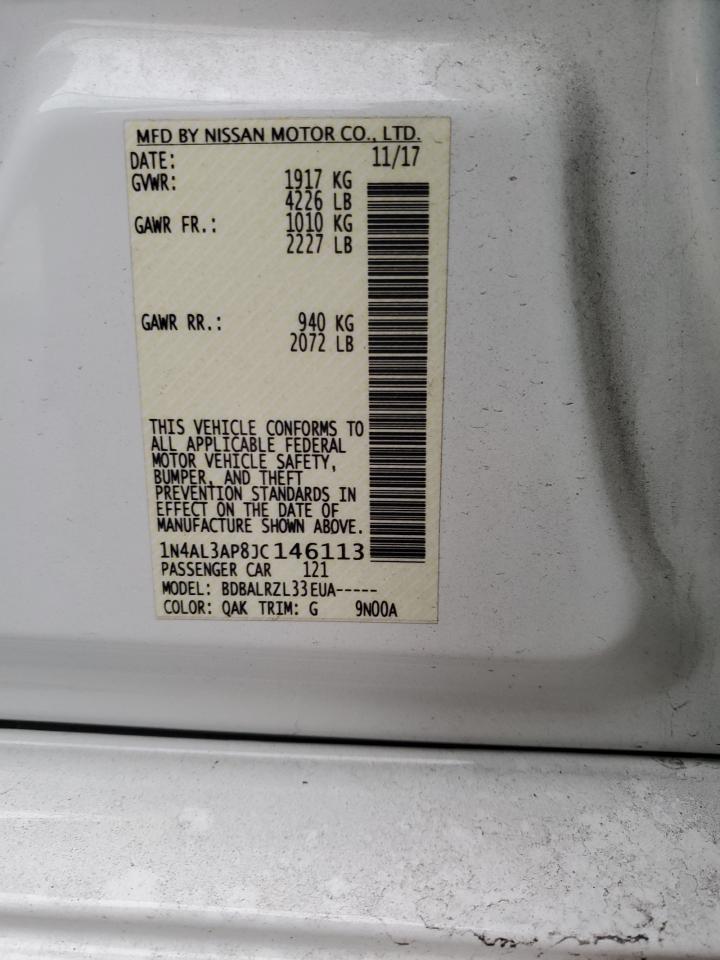 MFD BY NISSAN MOTOR CO., LTD.
DATE: 11/17
GVWR: 1917 KG
4226 LB
GAWR FR.: 1010 KG
2227 LB
GAWR RR.: 940 KG
2072 LB
THIS VEHICLE CONFORMS TO
ALL APPLICABLE FEDERAL
MOTOR VEHICLE SAFETY,
BUMPER, AND THEFT
PREVENTION STANDARDS IN
EFFECT ON THE DATE OF
MANUFACTURE SHOWN ABOVE.
1N4AL3AP8JC146113
PASSENGER CAR 121
MODEL: BDBALRZL33EUA-----
COLOR: QAK TRIM: G 9N00A